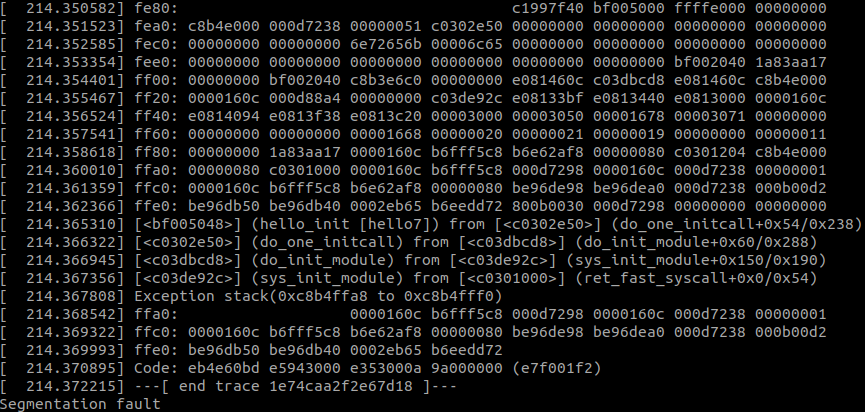 [  214.350582] fe80:                                     c1997f40 bf005000 ffffe000 00000000
[  214.351523] fea0: c8b4e000 000d7238 00000051 c0302e50 00000000 00000000 00000000 00000000
[  214.352585] fec0: 00000000 00000000 6e72656b 00006c65 00000000 00000000 00000000 00000000
[  214.353354] fee0: 00000000 00000000 00000000 00000000 00000000 00000000 bf002040 1a83aa17
[  214.354401] ff00: 00000000 bf002040 c8b3e6c0 00000000 e081460c c03dbcd8 e081460c c8b4e000
[  214.355467] ff20: 0000160c 000d88a4 00000000 c03de92c e08133bf e0813440 e0813000 0000160c
[  214.356524] ff40: e0814094 e0813f38 e0813c20 00003000 00003050 00001678 00003071 00000000
[  214.357541] ff60: 00000000 00000000 00001668 00000020 00000021 00000019 00000000 00000011
[  214.358618] ff80: 00000000 1a83aa17 0000160c b6fff5c8 b6e62af8 00000080 c0301204 c8b4e000
[  214.360010] ffa0: 00000080 c0301000 0000160c b6fff5c8 000d7298 0000160c 000d7238 00000001
[  214.361359] ffc0: 0000160c b6fff5c8 b6e62af8 00000080 be96de98 be96dea0 000d7238 000b00d2
[  214.362366] ffe0: be96db50 be96db40 0002eb65 b6eedd72 800b0030 000d7298 00000000 00000000
[  214.365310] [<bf005048>] (hello_init [hello7]) from [<c0302e50>] (do_one_initcall+0x54/0x238)
[  214.366322] [<c0302e50>] (do_one_initcall) from [<c03dbcd8>] (do_init_module+0x60/0x288)
[  214.366945] [<c03dbcd8>] (do_init_module) from [<c03de92c>] (sys_init_module+0x150/0x190)
[  214.367356] [<c03de92c>] (sys_init_module) from [<c0301000>] (ret_fast_syscall+0x0/0x54)
[  214.367808] Exception stack(0xc8b4ffa8 to 0xc8b4fff0)
[  214.368542] ffa0:                   0000160c b6fff5c8 000d7298 0000160c 000d7238 00000001
[  214.369322] ffc0: 0000160c b6fff5c8 b6e62af8 00000080 be96de98 be96dea0 000d7238 000b00d2
[  214.369993] ffe0: be96db50 be96db40 0002eb65 b6eedd72
[  214.370895] Code: eb4e60bd e5943000 e353000a 9a000000 (e7f001f2)
[  214.372215] ---[ end trace 1e74caa2f2e67d18 ]---
Segmentation fault